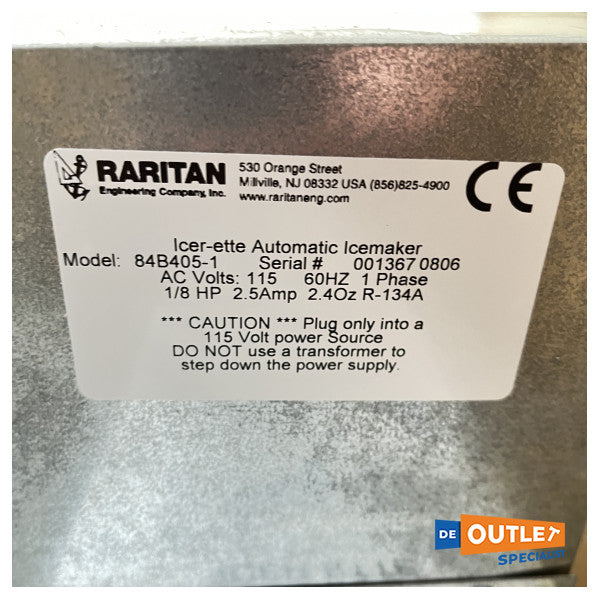 RARITAN
Engineering Company, Inc.
530 Orange Street
Millville, NJ 08332 USA (856)825-4900
www.raritaneng.com
CE
Icer-ette Automatic Icemaker
Model: 84B405-1 Serial # 001367 0806
AC Volts: 115 60HZ 1 Phase
1/8 HP 2.5Amp 2.4Oz R-134A
*** CAUTION *** Plug only into a
115 Volt power Source
DO NOT use a transformer to
step down the power supply.
DE OUTLET
SPECIALIST